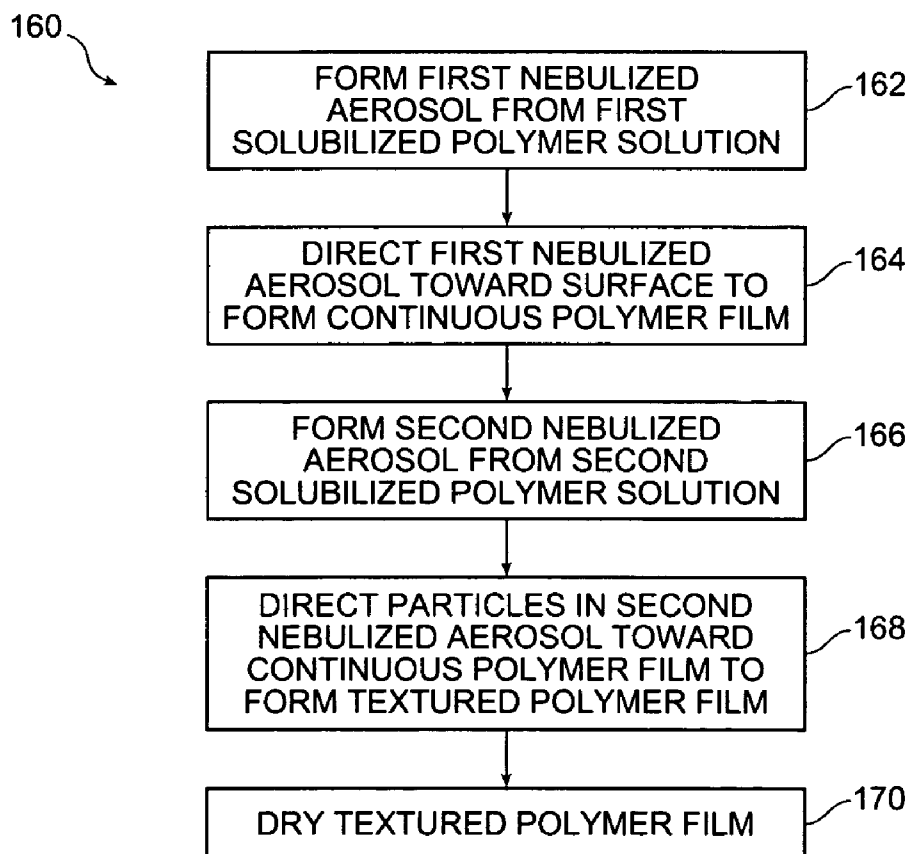 160
FORM FIRST NEBULIZED
AEROSOL FROM FIRST
SOLUBILIZED POLYMER SOLUTION
162
DIRECT FIRST NEBULIZED
AEROSOL TOWARD SURFACE TO
FORM CONTINUOUS POLYMER FILM
164
FORM SECOND NEBULIZED
AEROSOL FROM SECOND
SOLUBILIZED POLYMER SOLUTION
166
DIRECT PARTICLES IN SECOND
NEBULIZED AEROSOL TOWARD
CONTINUOUS POLYMER FILM TO
FORM TEXTURED POLYMER FILM
168
DRY TEXTURED POLYMER FILM
170